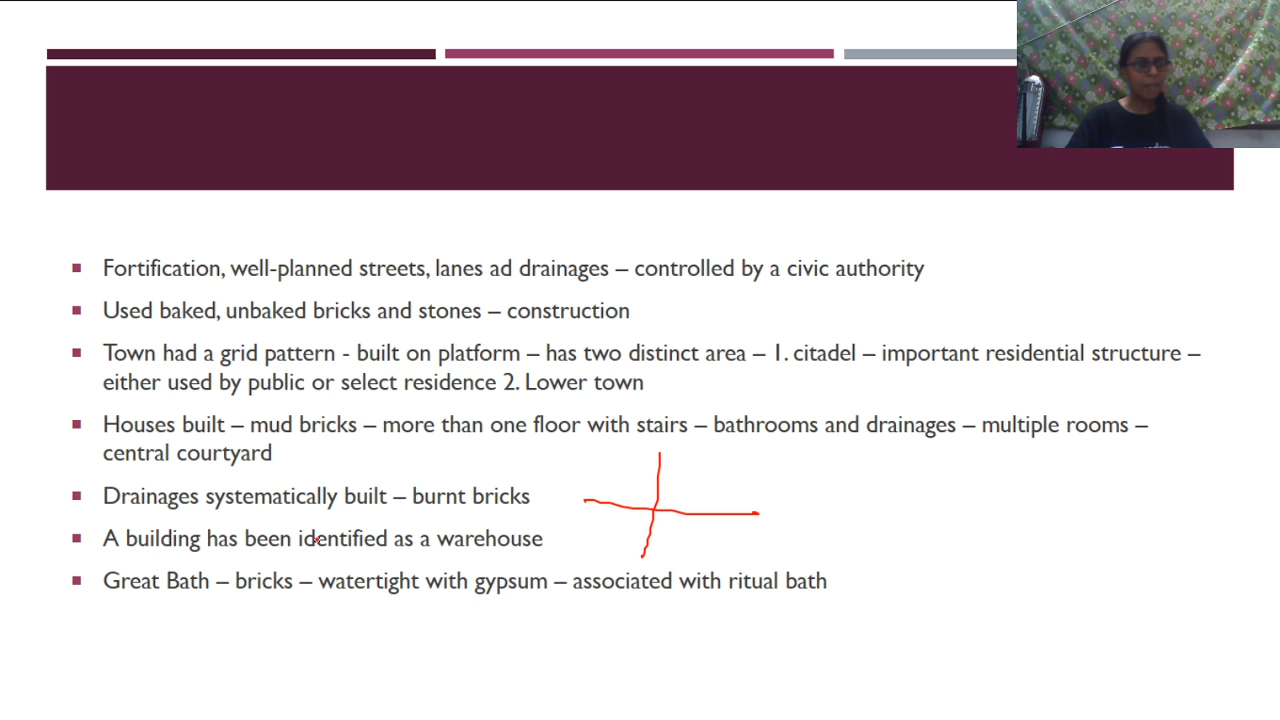 Fortification, well-planned streets, lanes ad drainages – controlled by a civic authority
Used baked, unbaked bricks and stones – construction
Town had a grid pattern - built on platform – has two distinct area – 1. citadel – important residential structure –
either used by public or select residence 2. Lower town
Houses built – mud bricks – more than one floor with stairs – bathrooms and drainages – multiple rooms –
central courtyard
Drainages systematically built – burnt bricks
A building has been identified as a warehouse
Great Bath – bricks – watertight with gypsum – associated with ritual bath